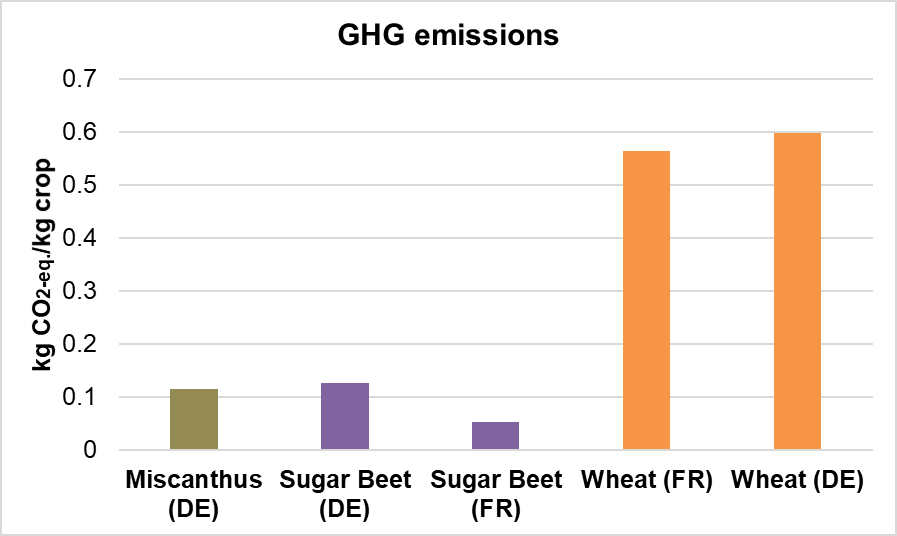 GHG emissions
kg CO2-eq./kg crop
0.7
0.6
0.5
0.4
0.3
0.2
0.1
0
Miscanthus
(DE)
Sugar Beet
(DE)
Sugar Beet
(FR)
Wheat (FR)
Wheat (DE)